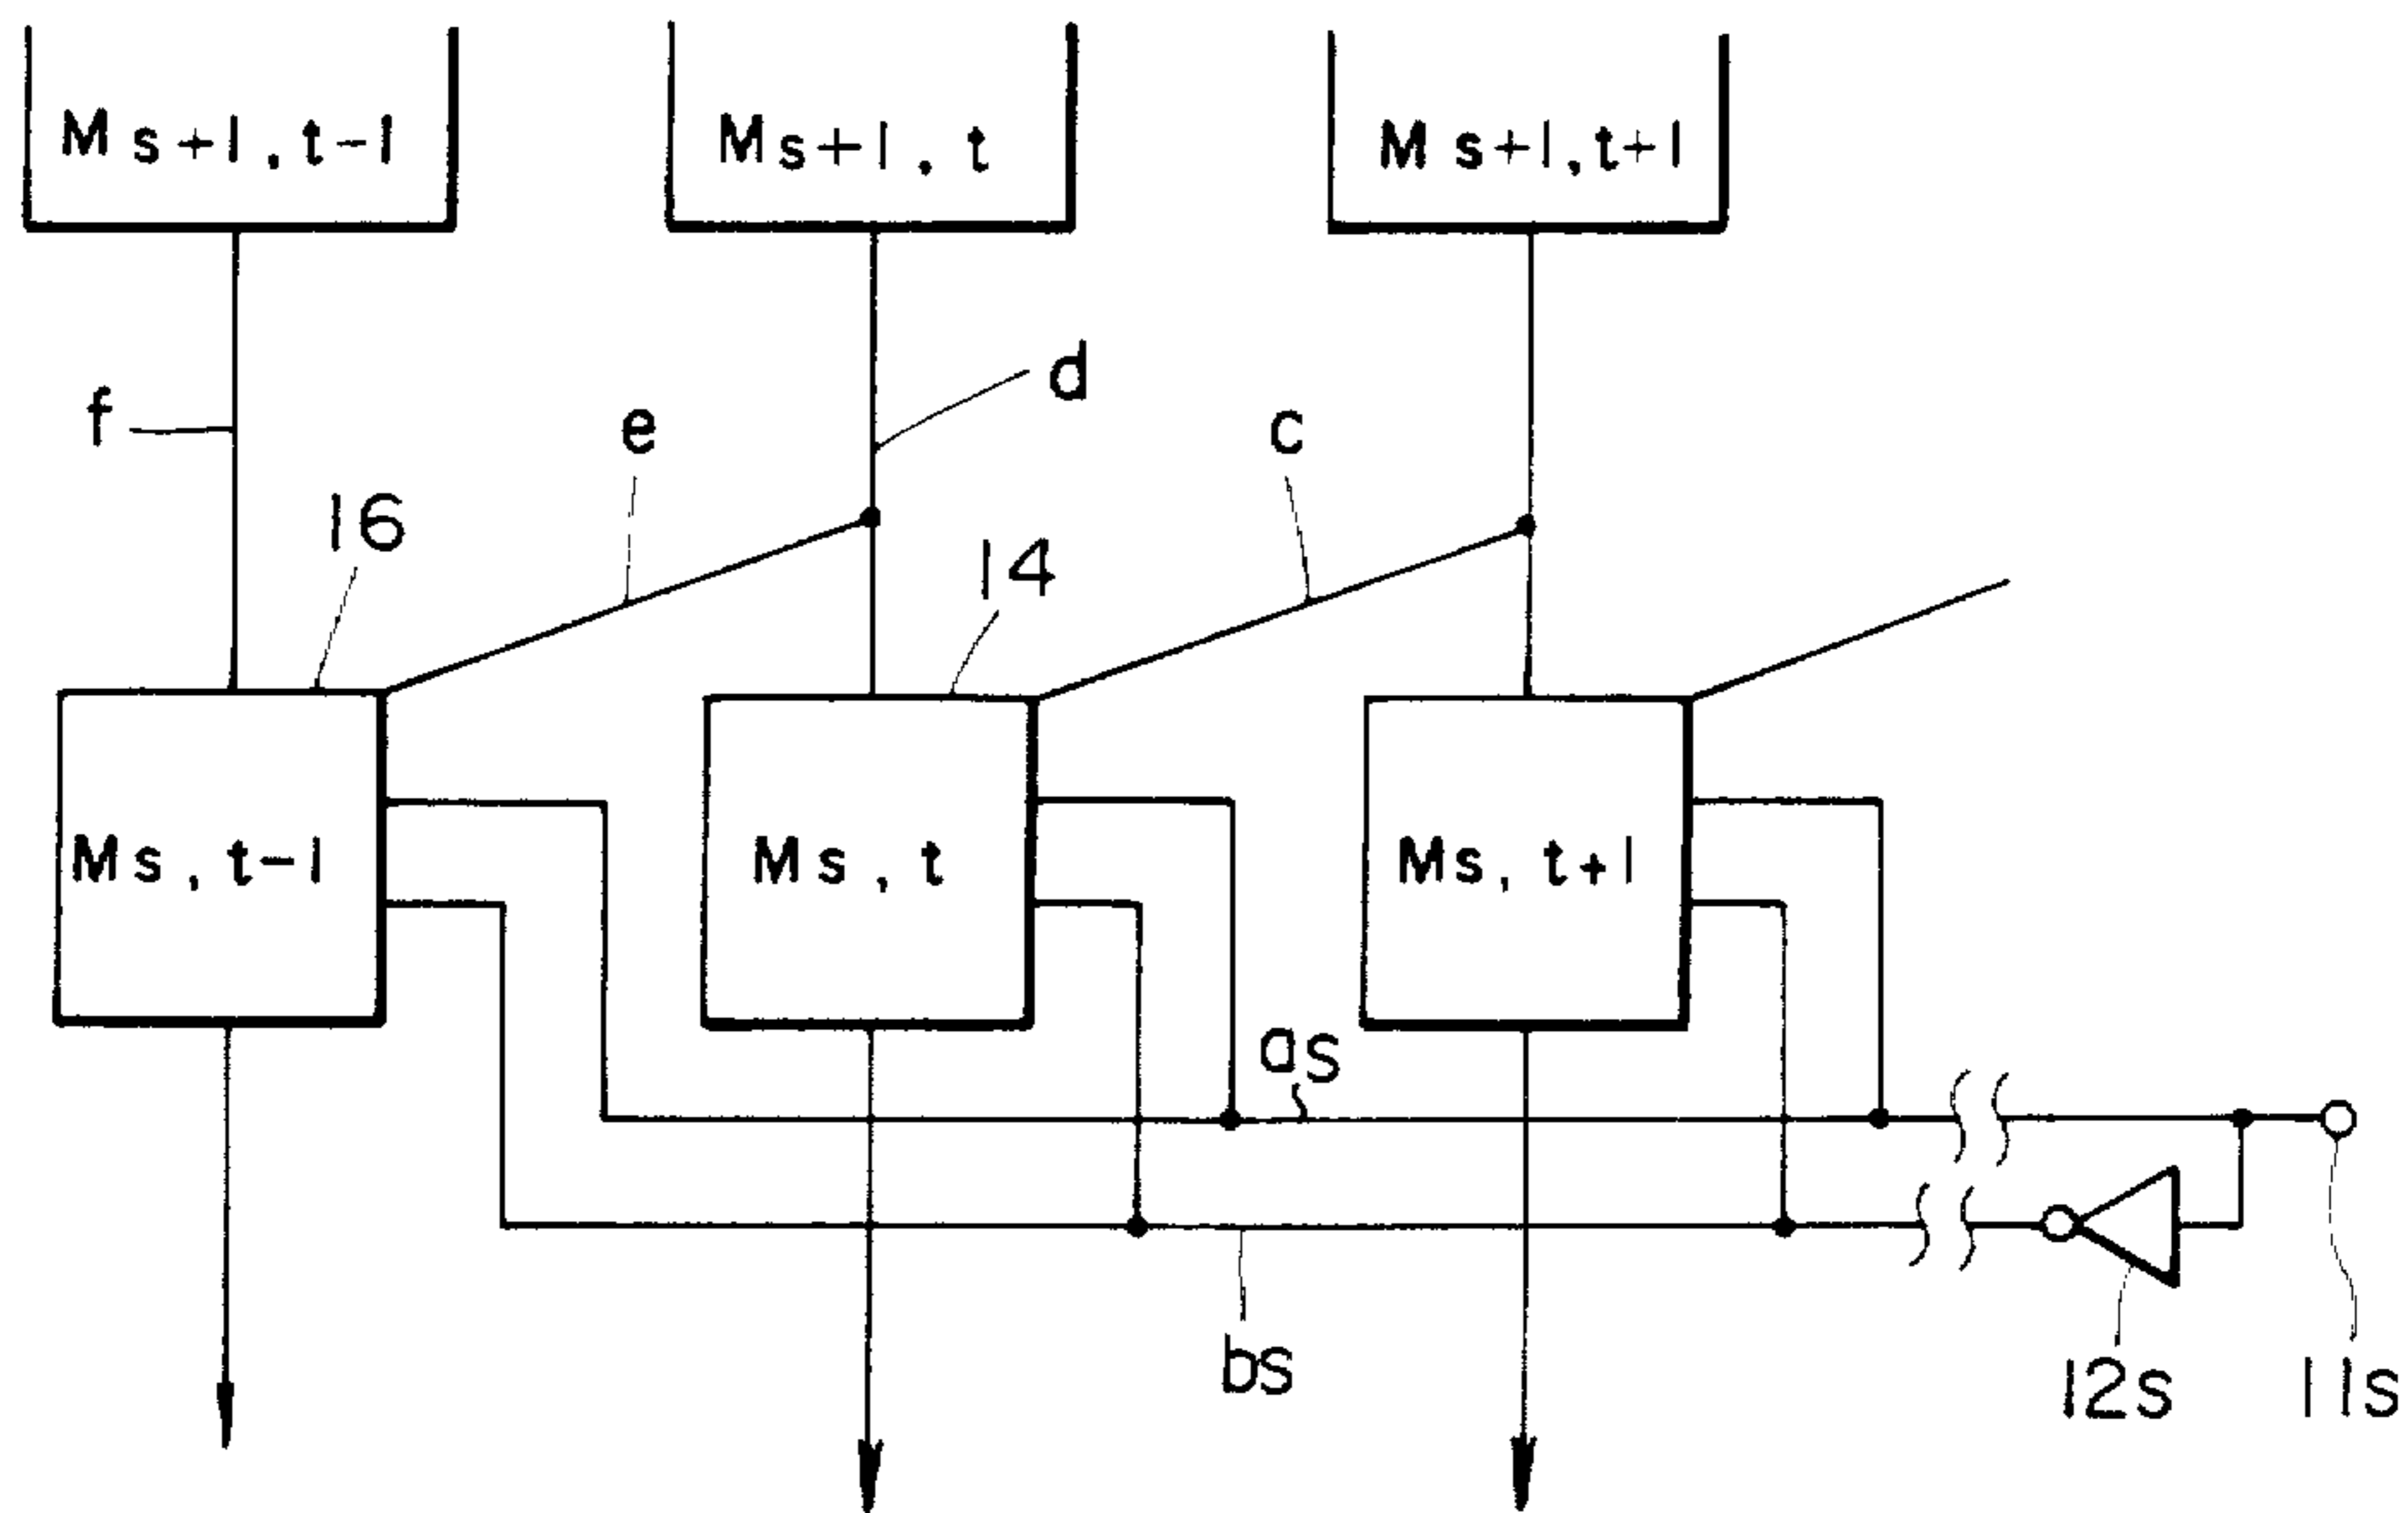 Ms+1,t-1
Ms+1,t
Ms+1,t+1
d
f
e
c
16
14
Ms,t-1
Ms,t
Ms,t+1
as
bs
12s
11s